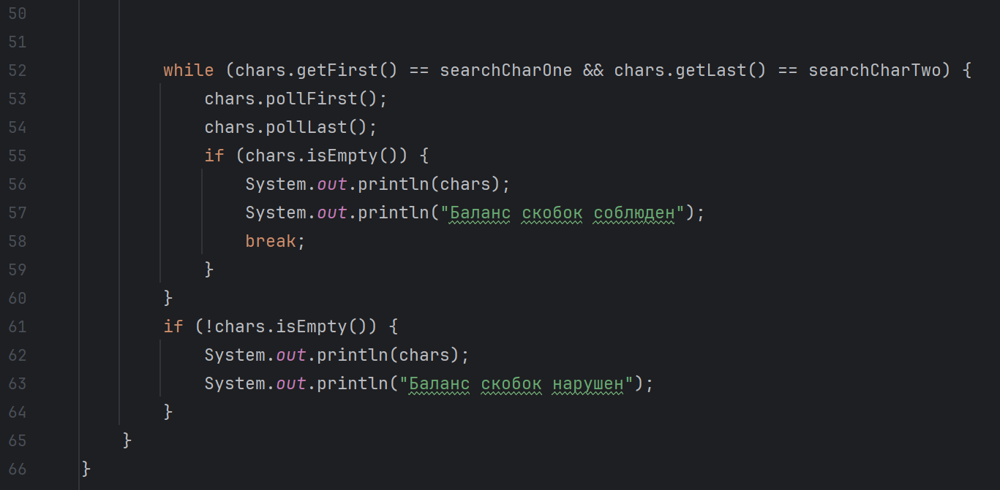 50
51
52 while (chars.getFirst() == searchCharOne && chars.getLast() == searchCharTwo) {
53 chars.pollFirst();
54 chars.pollLast();
55 if (chars.isEmpty()) {
56 System.out.println(chars);
57 System.out.println("Баланс скобок соблюден");
58 break;
59 }
60 }
61 if (!chars.isEmpty()) {
62 System.out.println(chars);
63 System.out.println("Баланс скобок нарушен");
64 }
65 }
66 }